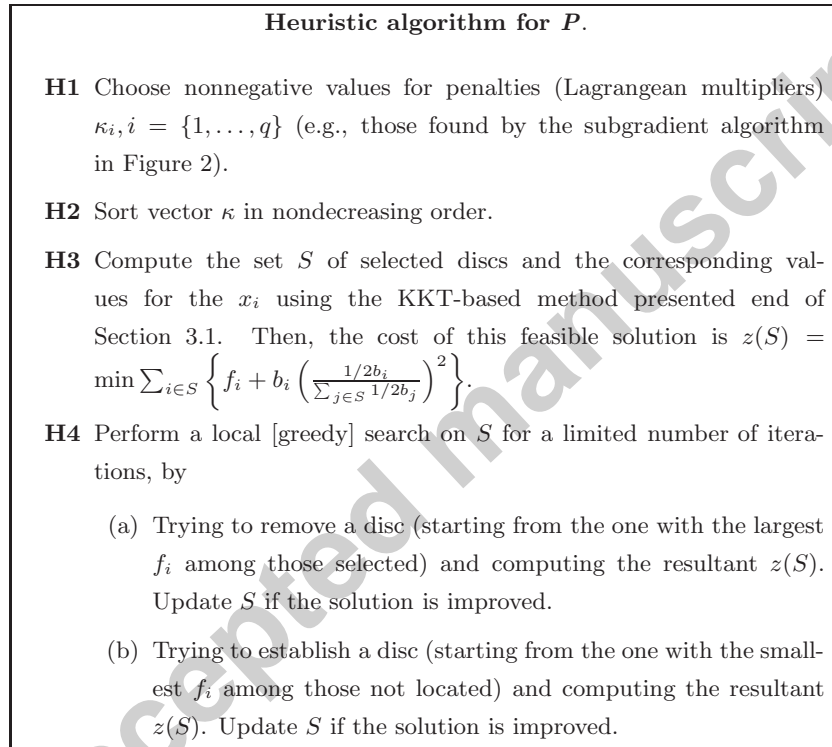 Heuristic algorithm for P.
H1 Choose nonnegative values for penalties (Lagrangean multipliers)
κ_i, i = {1, . . . , q} (e.g., those found by the subgradient algorithm
in Figure 2).
H2 Sort vector κ in nondecreasing order.
H3 Compute the set S of selected discs and the corresponding val-
ues for the x_i using the KKT-based method presented end of
Section 3.1. Then, the cost of this feasible solution is z(S) =
min ∑_{i∈S} { f_i + b_i ( (1/2b_i) / (∑_{j∈S} 1/2b_j) )^2 }.
H4 Perform a local [greedy] search on S for a limited number of itera-
tions, by
(a) Trying to remove a disc (starting from the one with the largest
f_i among those selected) and computing the resultant z(S).
Update S if the solution is improved.
(b) Trying to establish a disc (starting from the one with the small-
est f_i among those not located) and computing the resultant
z(S). Update S if the solution is improved.